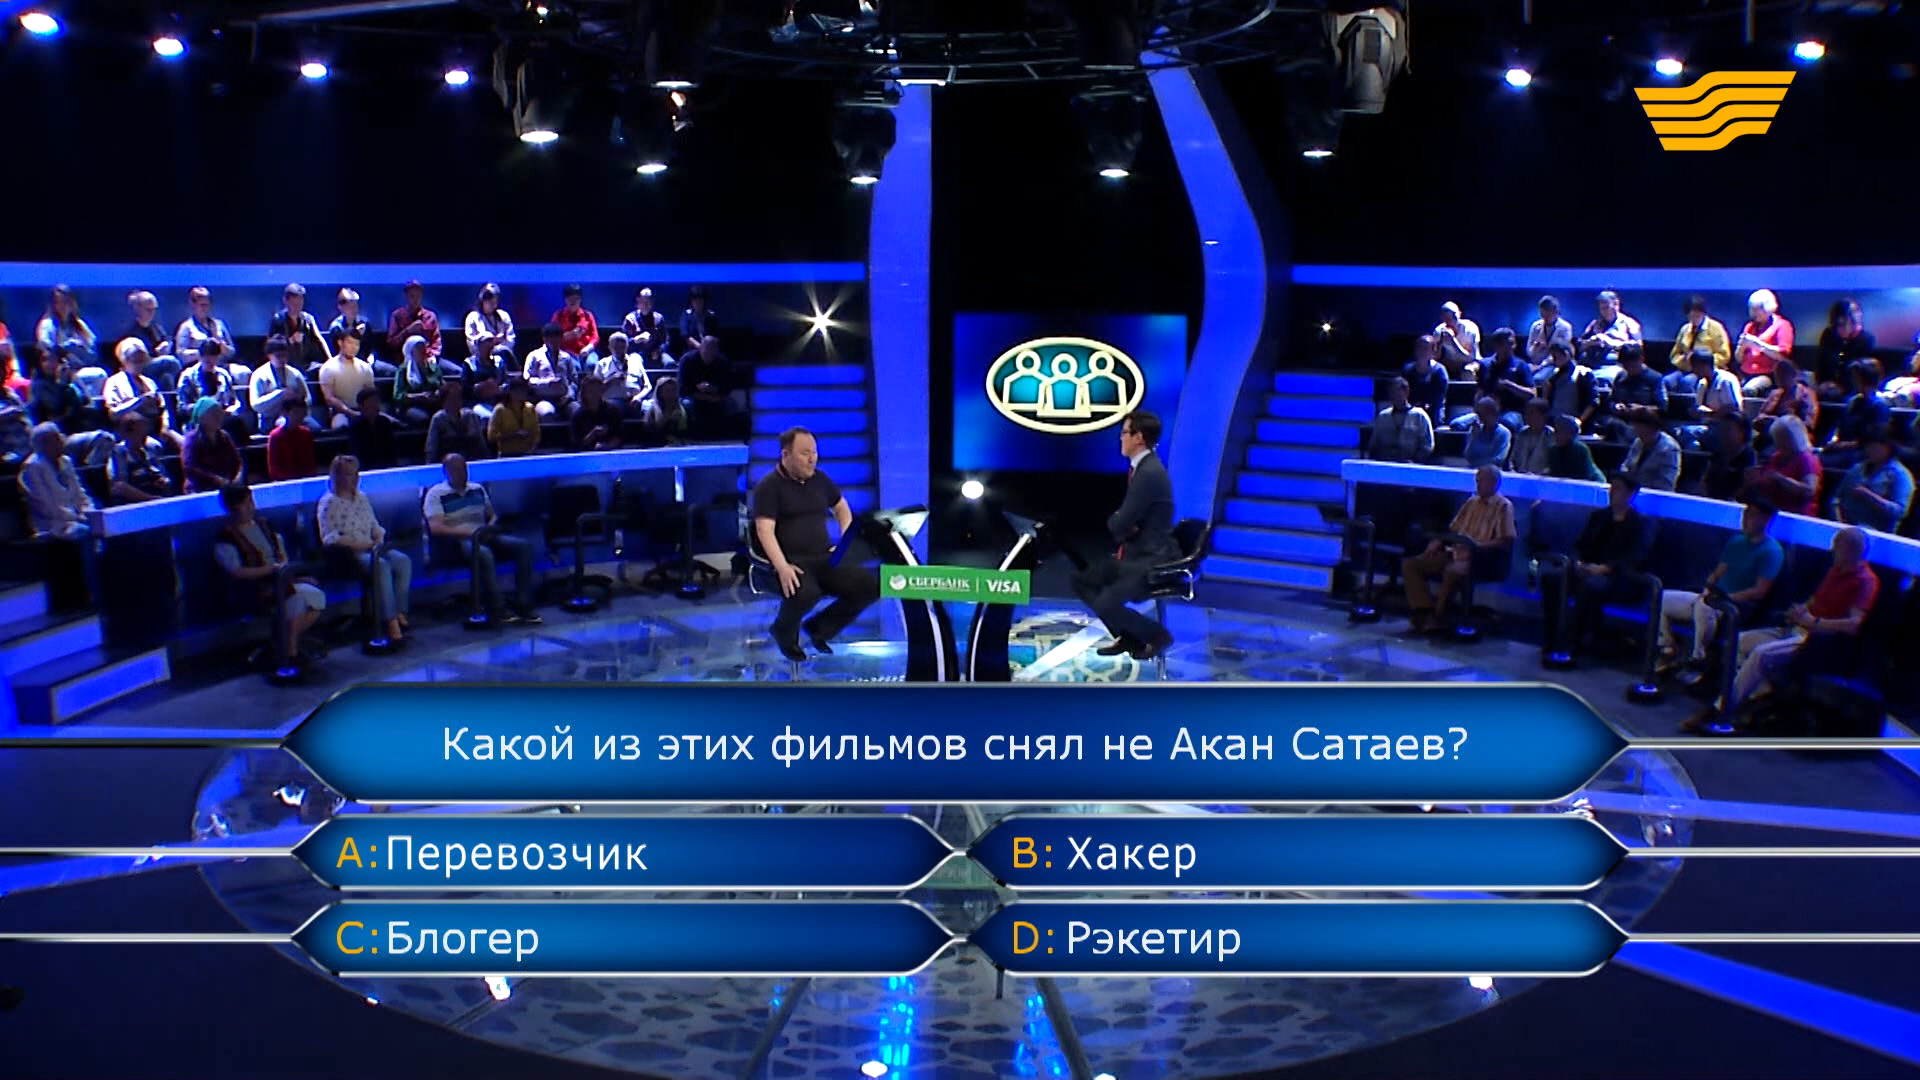 СБЕРБАНК | VISA
Какой из этих фильмов снял не Акан Сатаев?
A: Перевозчик
B: Хакер
C: Блогер
D: Рэкетир